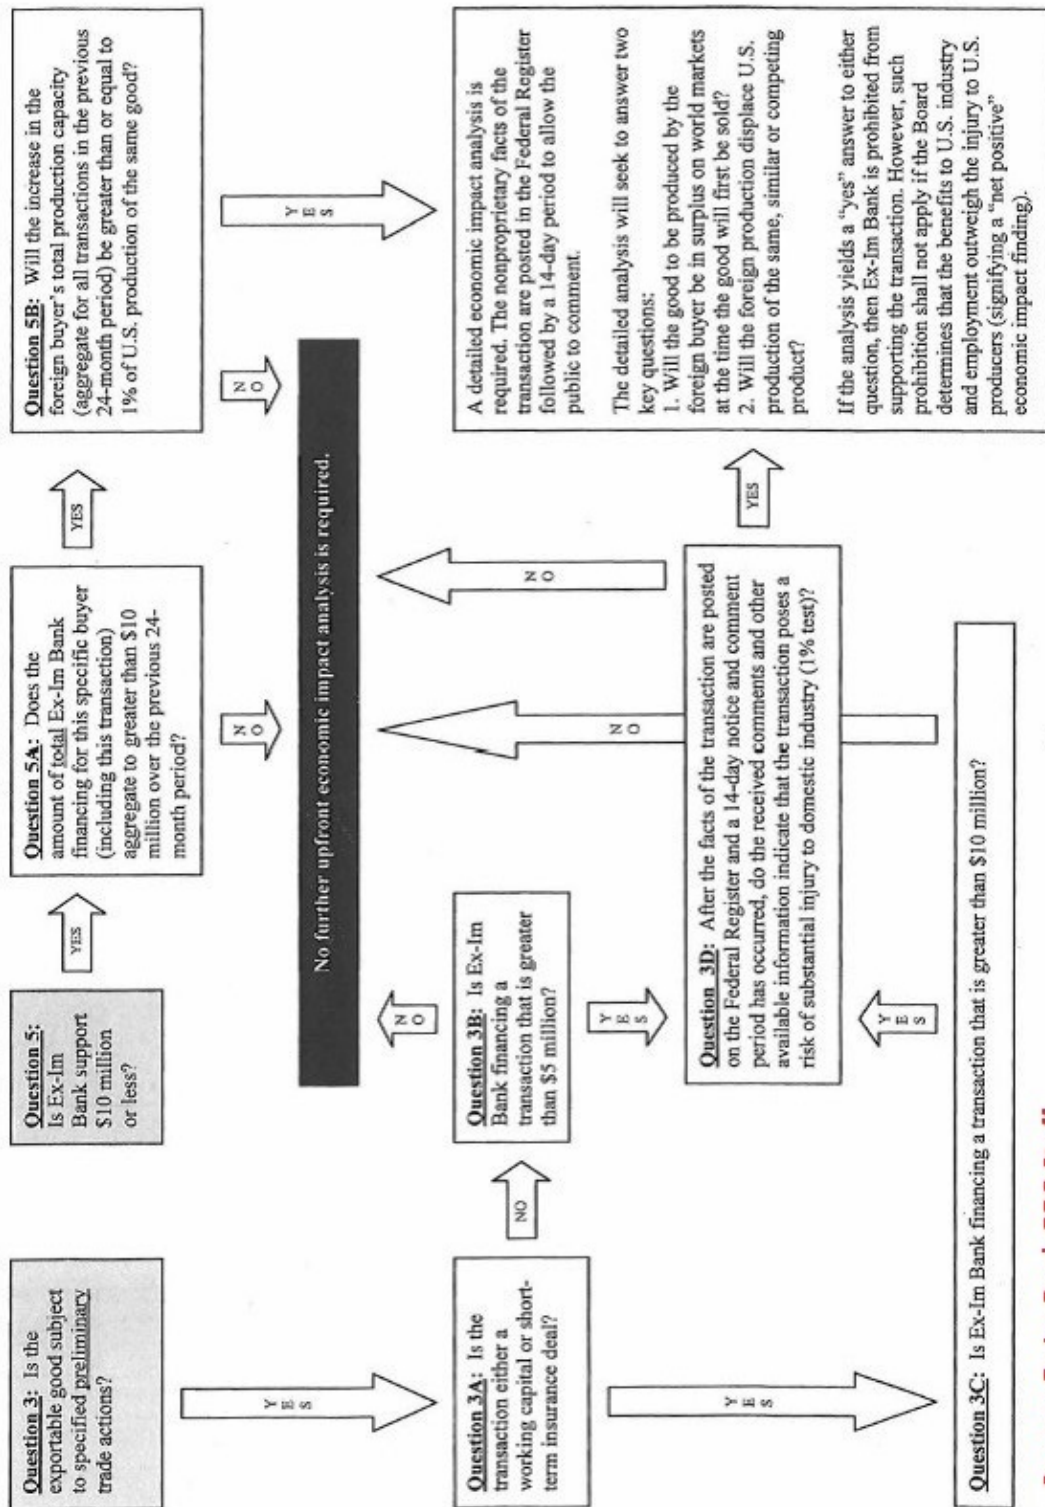 Question 3: Is the
exportable good subject
to specified preliminary
trade actions?
Question 5:
Is Ex-Im
Bank support
$10 million
or less?
YES
Question 5A: Does the
amount of total Ex-Im Bank
financing for this specific buyer
(including this transaction)
aggregate to greater than $10
million over the previous 24-
month period?
YES
Question 5B: Will the increase in the
foreign buyer's total production capacity
(aggregate for all transactions in the previous
24-month period) be greater than or equal to
1% of U.S. production of the same good?
YES
NO
NO
YES
No further upfront economic impact analysis is required.
Question 3A: Is the
transaction either a
working capital or short-
term insurance deal?
NO
NO
Question 3B: Is Ex-Im
Bank financing a
transaction that is greater
than $5 million?
YES
NO
NO
A detailed economic impact analysis is
required. The nonproprietary facts of the
transaction are posted in the Federal Register
followed by a 14-day period to allow the
public to comment.
The detailed analysis will seek to answer two
key questions:
1. Will the good to be produced by the
foreign buyer be in surplus on world markets
at the time the good will first be sold?
2. Will the foreign production displace U.S.
production of the same, similar or competing
product?
If the analysis yields a "yes" answer to either
question, then Ex-Im Bank is prohibited from
supporting the transaction. However, such
prohibition shall not apply if the Board
determines that the benefits to U.S. industry
and employment outweigh the injury to U.S.
producers (signifying a "net positive"
economic impact finding).
Question 3D: After the facts of the transaction are posted
on the Federal Register and a 14-day notice and comment
period has occurred, do the received comments and other
available information indicate that the transaction poses a
risk of substantial injury to domestic industry (1% test)?
YES
YES
YES
Question 3C: Is Ex-Im Bank financing a transaction that is greater than $10 million?